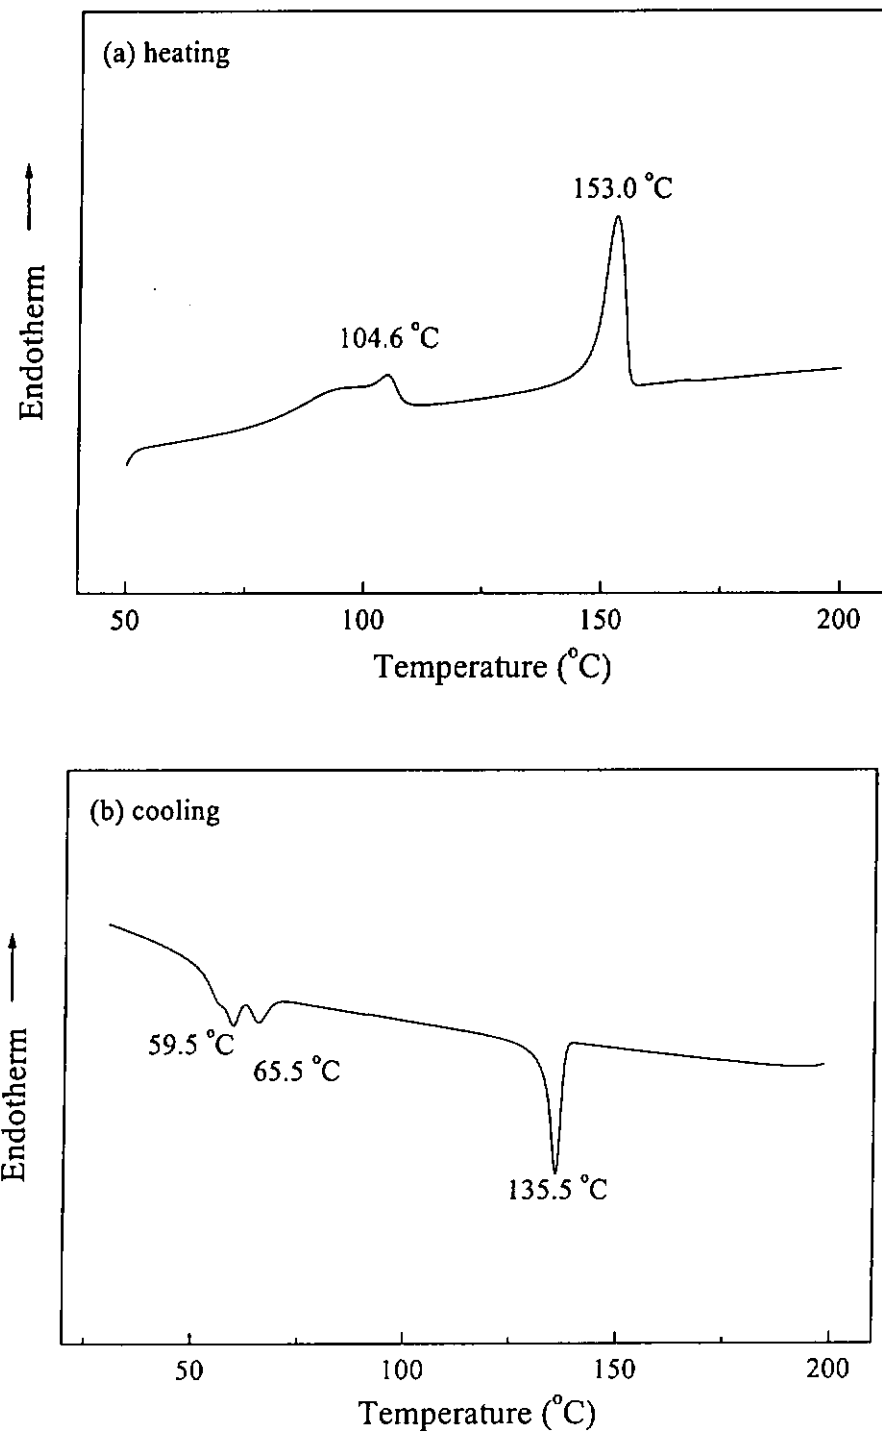 (a) heating
153.0 °C
104.6 °C
Endotherm
50
100
150
200
Temperature (°C)
(b) cooling
59.5 °C
65.5 °C
135.5 °C
Endotherm
50
100
150
200
Temperature (°C)